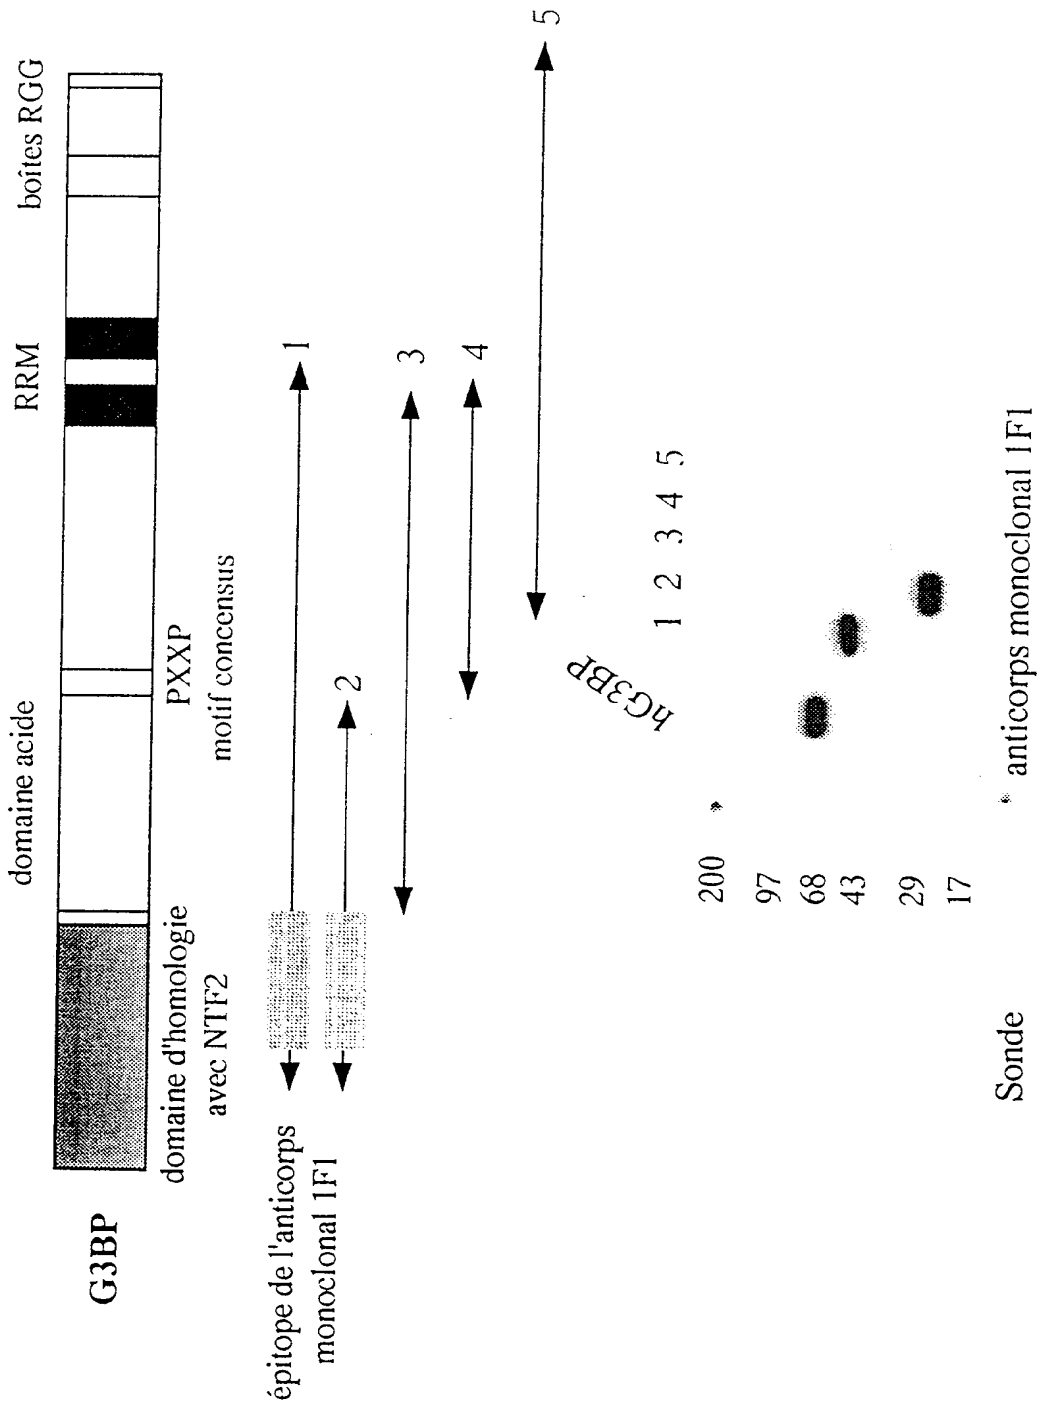 G3BP
domaine d'homologie
avec NTF2
domaine acide
PXXP
motif concensus
RRM
boîtes RGG
épitope de l'anticorps
monoclonal 1F1
1
2
3
4
5
hG3BP
1 2 3 4 5
200
97
68
43
29
17
Sonde
anticorps monoclonal 1F1